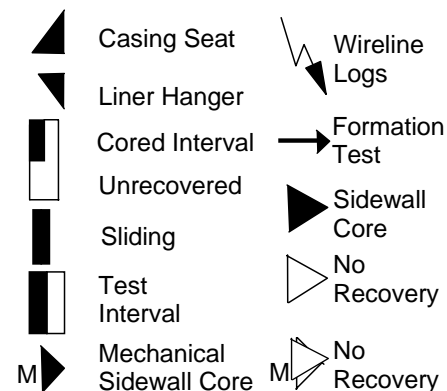 Casing Seat
Liner Hanger
Cored Interval
Unrecovered
Sliding
Test
Interval
M
Mechanical
Sidewall Core
Wireline
Logs
Formation
Test
Sidewall
Core
No
Recovery
M
No
Recovery